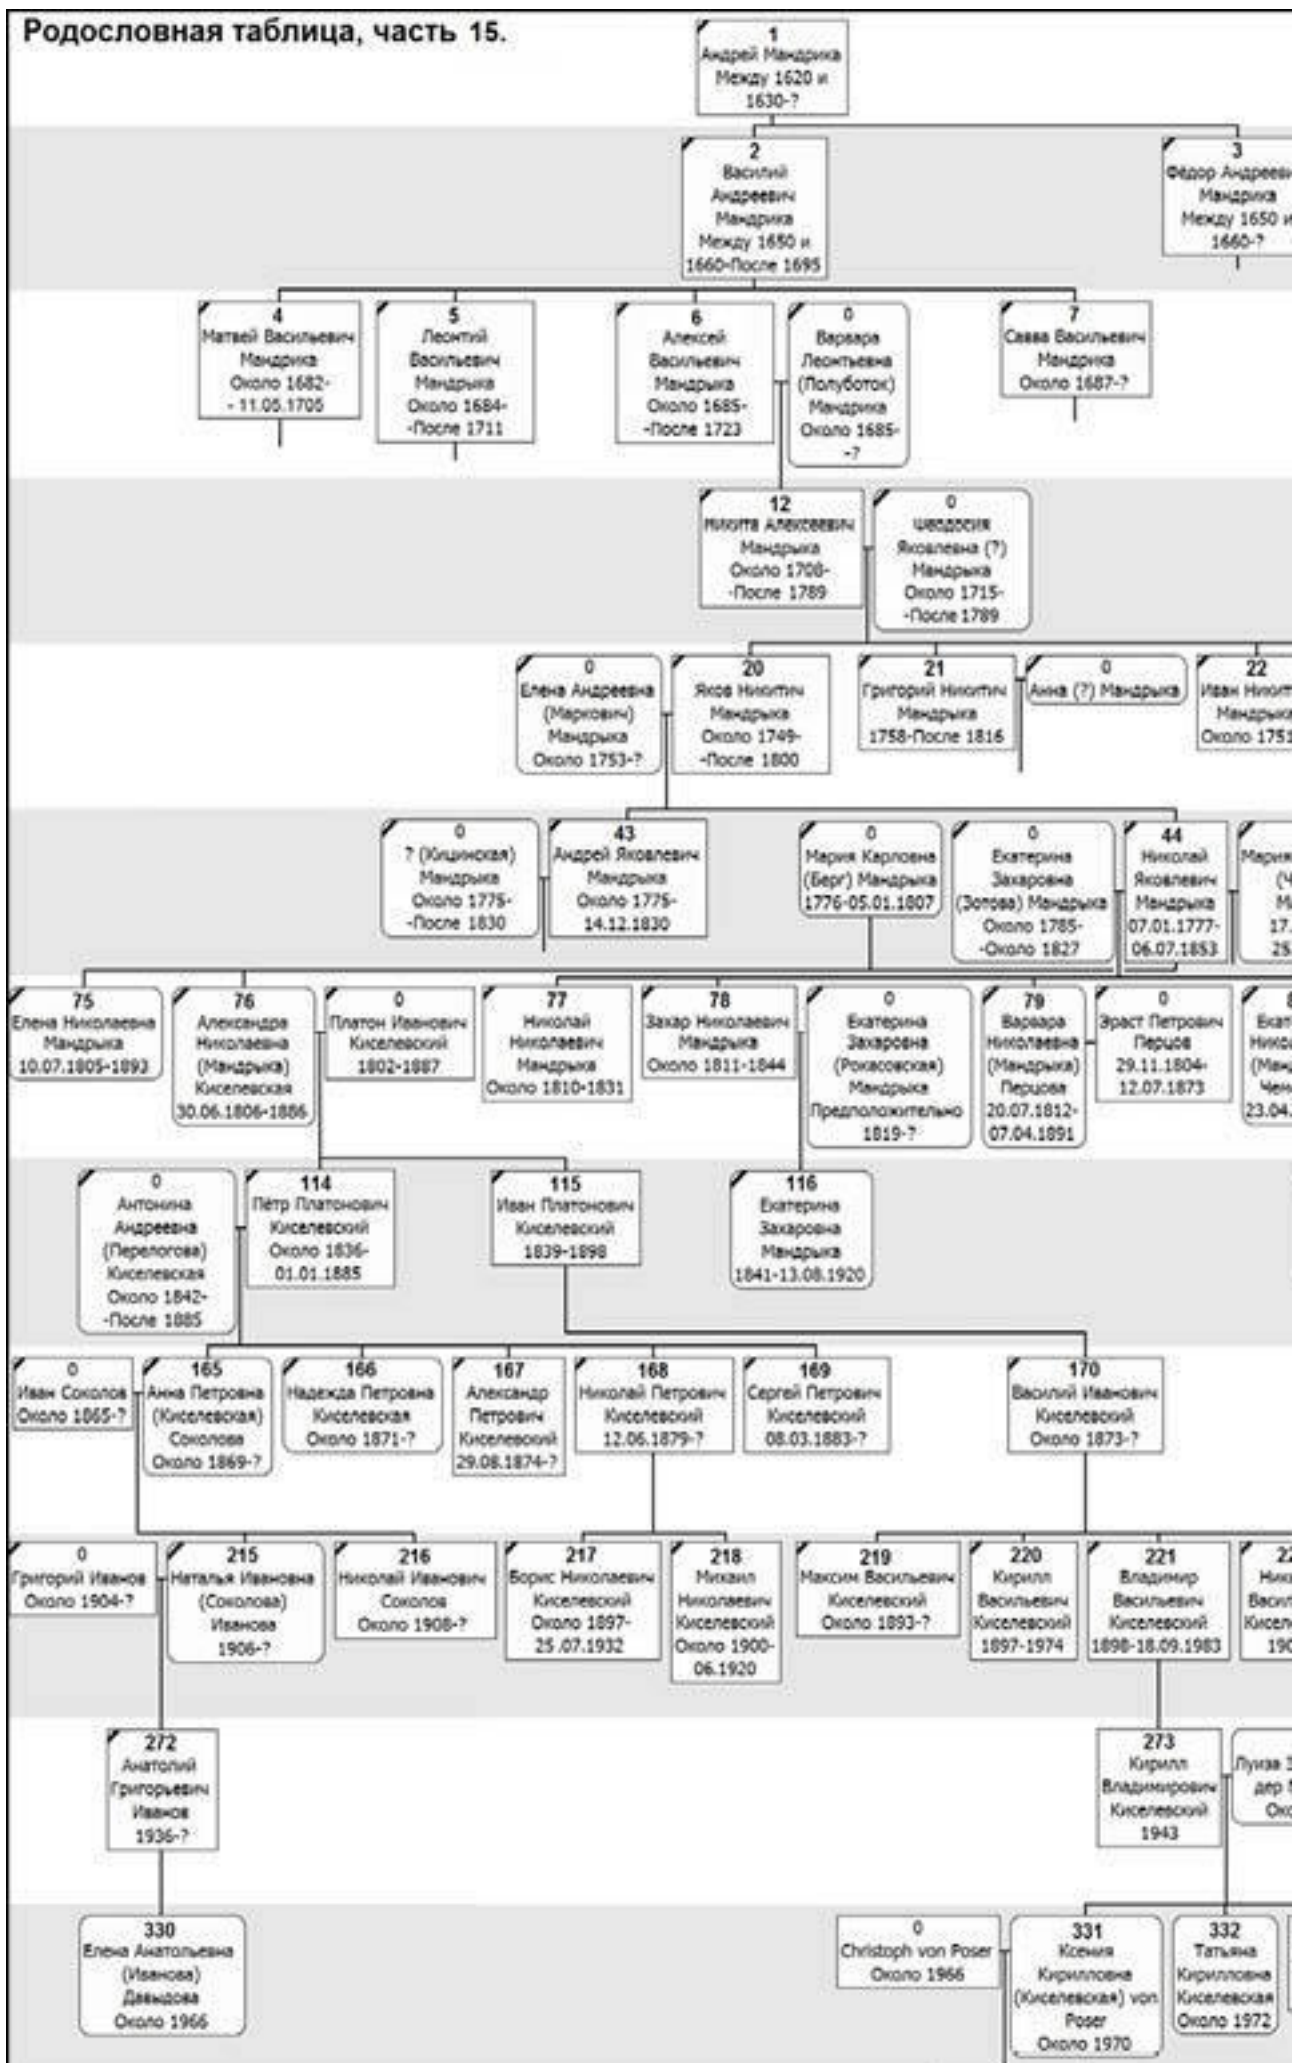 Родословная таблица, часть 15.
1
Андрей Мандрика
Между 1620 и
1630-?
2
Василий
Андреевич
Мандрика
Между 1650 и
1660-После 1695
3
Мандрика
Между 1650 и
1660-?
4
Матвей Васильевич
Мандрика
Около 1682-
- 11.05.1705
5
Леонтий
Васильевич
Мандрыка
Около 1684-
-После 1711
6
Алексей
Васильевич
Мандрыка
Около 1685-
-После 1723
0
Варвара
Леонтьевна
(Полуботок)
Мандрика
Около 1685-
-?
7
Савва Васильевич
Мандрика
Около 1687-?
12
Никита Алексеевич
Мандрыка
Около 1708-
-После 1789
0
Феодосия
Яковлевна (?)
Мандрыка
Около 1715-
-После 1789
0
Елена Андреевна
(Маркович)
Мандрыка
Около 1753-?
20
Яков Никитич
Мандрыка
Около 1749-
-После 1800
21
Григорий Никитич
Мандрыка
1758-После 1816
0
Анна (?) Мандрыка
22
Иван
Около 1751
0
? (Кицинская)
Мандрыка
Около 1775-
-После 1830
43
Андрей Яковлевич
Мандрыка
Около 1775-
14.12.1830
0
Мария Карловна
(Берг) Мандрыка
1776-05.01.1807
0
Екатерина
Захаровна
(Зотова) Мандрыка
Около 1785-
-Около 1827
44
Николай
Яковлевич
Мандрыка
07.01.1777-
06.07.1853
Мария
17.
25.
75
Елена Николаевна
Мандрыка
10.07.1805-1893
76
Александра
Николаевна
(Мандрыка)
Киселевская
30.06.1806-1886
0
Платон Иванович
Киселевский
1802-1887
77
Николай
Николаевич
Мандрыка
Около 1810-1831
78
Захар Николаевич
Мандрыка
Около 1811-1844
0
Екатерина
Захаровна
(Рокасовская)
Мандрыка
Предположительно
1819-?
79
Варвара
Николаевна
(Мандрыка)
Перцова
20.07.1812-
07.04.1891
0
Эраст Петрович
Перцов
29.11.1804-
12.07.1873
23.04.
0
Антонина
Андреевна
(Перелогова)
Киселевская
Около 1842-
-После 1885
114
Пётр Платонович
Киселевский
Около 1836-
01.01.1885
115
Иван Платонович
Киселевский
1839-1898
116
Екатерина
Захаровна
Мандрыка
1841-13.08.1920
0
Иван Соколов
Около 1865-?
165
Анна Петровна
(Киселевская)
Соколова
Около 1869-?
166
Надежда Петровна
Киселевская
Около 1871-?
167
Александр
Петрович
Киселевский
29.08.1874-?
168
Николай Петрович
Киселевский
12.06.1879-?
169
Сергей Петрович
Киселевский
08.03.1883-?
170
Василий Иванович
Киселевский
Около 1873-?
0
Григорий Иванов
Около 1904-?
215
Наталья Ивановна
(Соколова)
Иванова
1906-?
216
Николай Иванович
Соколов
Около 1908-?
217
Борис Николаевич
Киселевский
Около 1897-
25.07.1932
218
Михаил
Николаевич
Киселевский
Около 1900-
06.1920
219
Максим Васильевич
Киселевский
Около 1893-?
220
Кирилл
Васильевич
Киселевский
1897-1974
221
Владимир
Васильевич
Киселевский
1898-18.09.1983
272
Анатолий
Григорьевич
Иванов
1936-?
273
Кирилл
Владимирович
Киселевский
1943
Луиза
дер
330
Елена Анатольевна
(Иванова)
Давыдова
Около 1966
0
Christoph von Poser
Около 1966
331
Ксения
Кирилловна
(Киселевская) von
Poser
Около 1970
332
Татьяна
Кирилловна
Киселевская
Около 1972